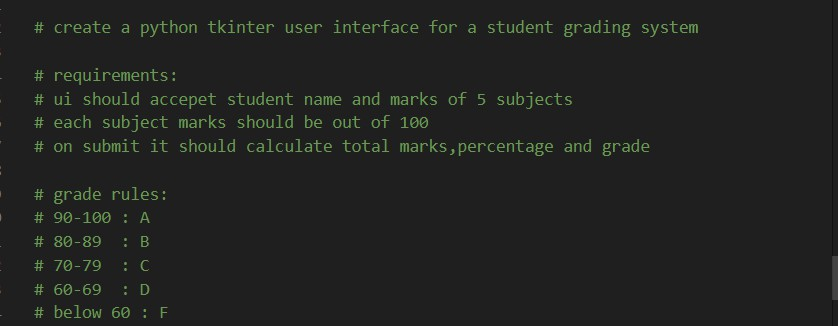 # create a python tkinter user interface for a student grading system
# requirements:
# ui should accepet student name and marks of 5 subjects
# each subject marks should be out of 100
# on submit it should calculate total marks,percentage and grade
# grade rules:
# 90-100 : A
# 80-89  : B
# 70-79  : C
# 60-69  : D
# below 60 : F